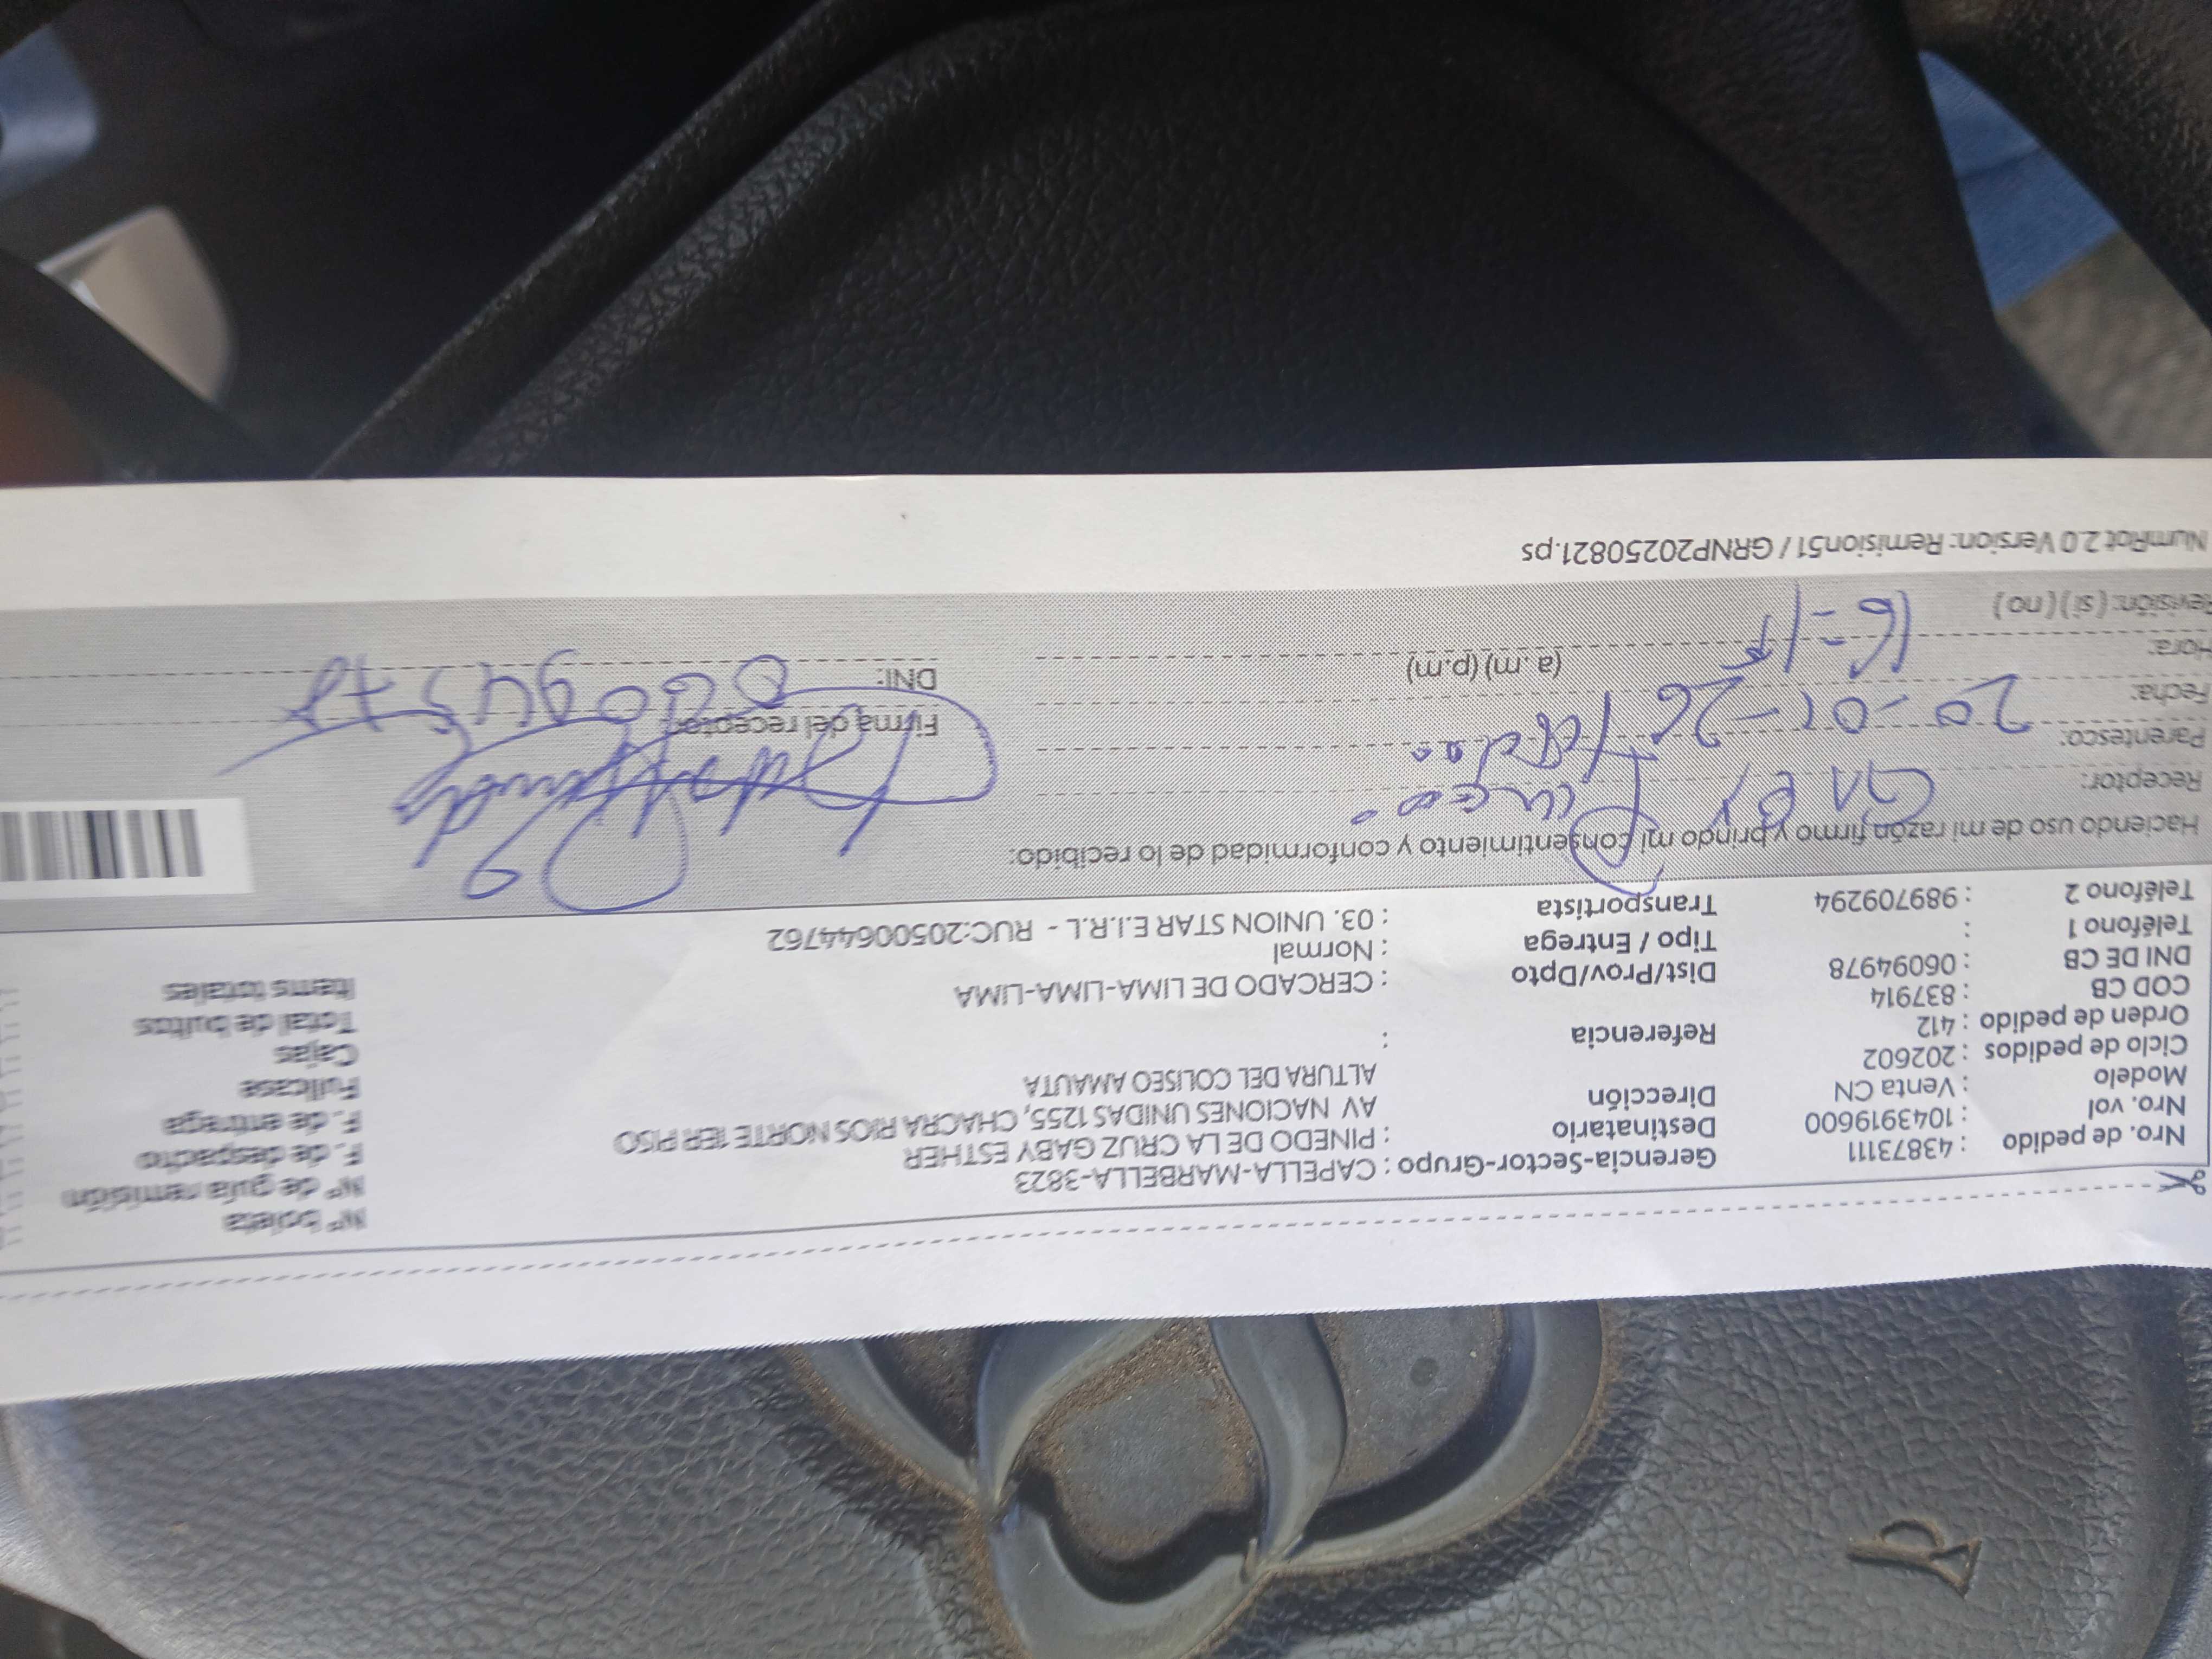 Nº boleta
Nº de guía remisión
F. de despacho
F. de entrega
Fullcase
Cajas
Total de bultos
Items totales
Nro. de pedido : 43873111
Nro. vol : 1043919600
Modelo : Venta CN
Ciclo de pedidos : 202602
Orden de pedido : 412
COD CB : 837914
DNI DE CB : 06094978
Teléfono 1 :
Teléfono 2 : 989709294
Gerencia-Sector-Grupo : CAPELLA-MARBELLA-3823
Destinatario : PINEDO DE LA CRUZ GABY ESTHER
Dirección AV NACIONES UNIDAS 1255, CHACRA RIOS NORTE 1ER PISO
ALTURA DEL COLISEO AMAUTA
Referencia :
Dist/Prov/Dpto : CERCADO DE LIMA-LIMA-LIMA
Tipo / Entrega : Normal
Transportista : 03. UNION STAR E.I.R.L - RUC:20500644762
Haciendo uso de mi razón firmo y brindo mi consentimiento y conformidad de lo recibido:
Receptor: GABY
Parentesco:
Fecha: 20-01-26
Hora: (a. m) (p.m)
Revisión: ( si ) ( no )
Firma del receptor:
DNI:
NumRot 2.0 Version: Remision51 / GRNP20250821.ps